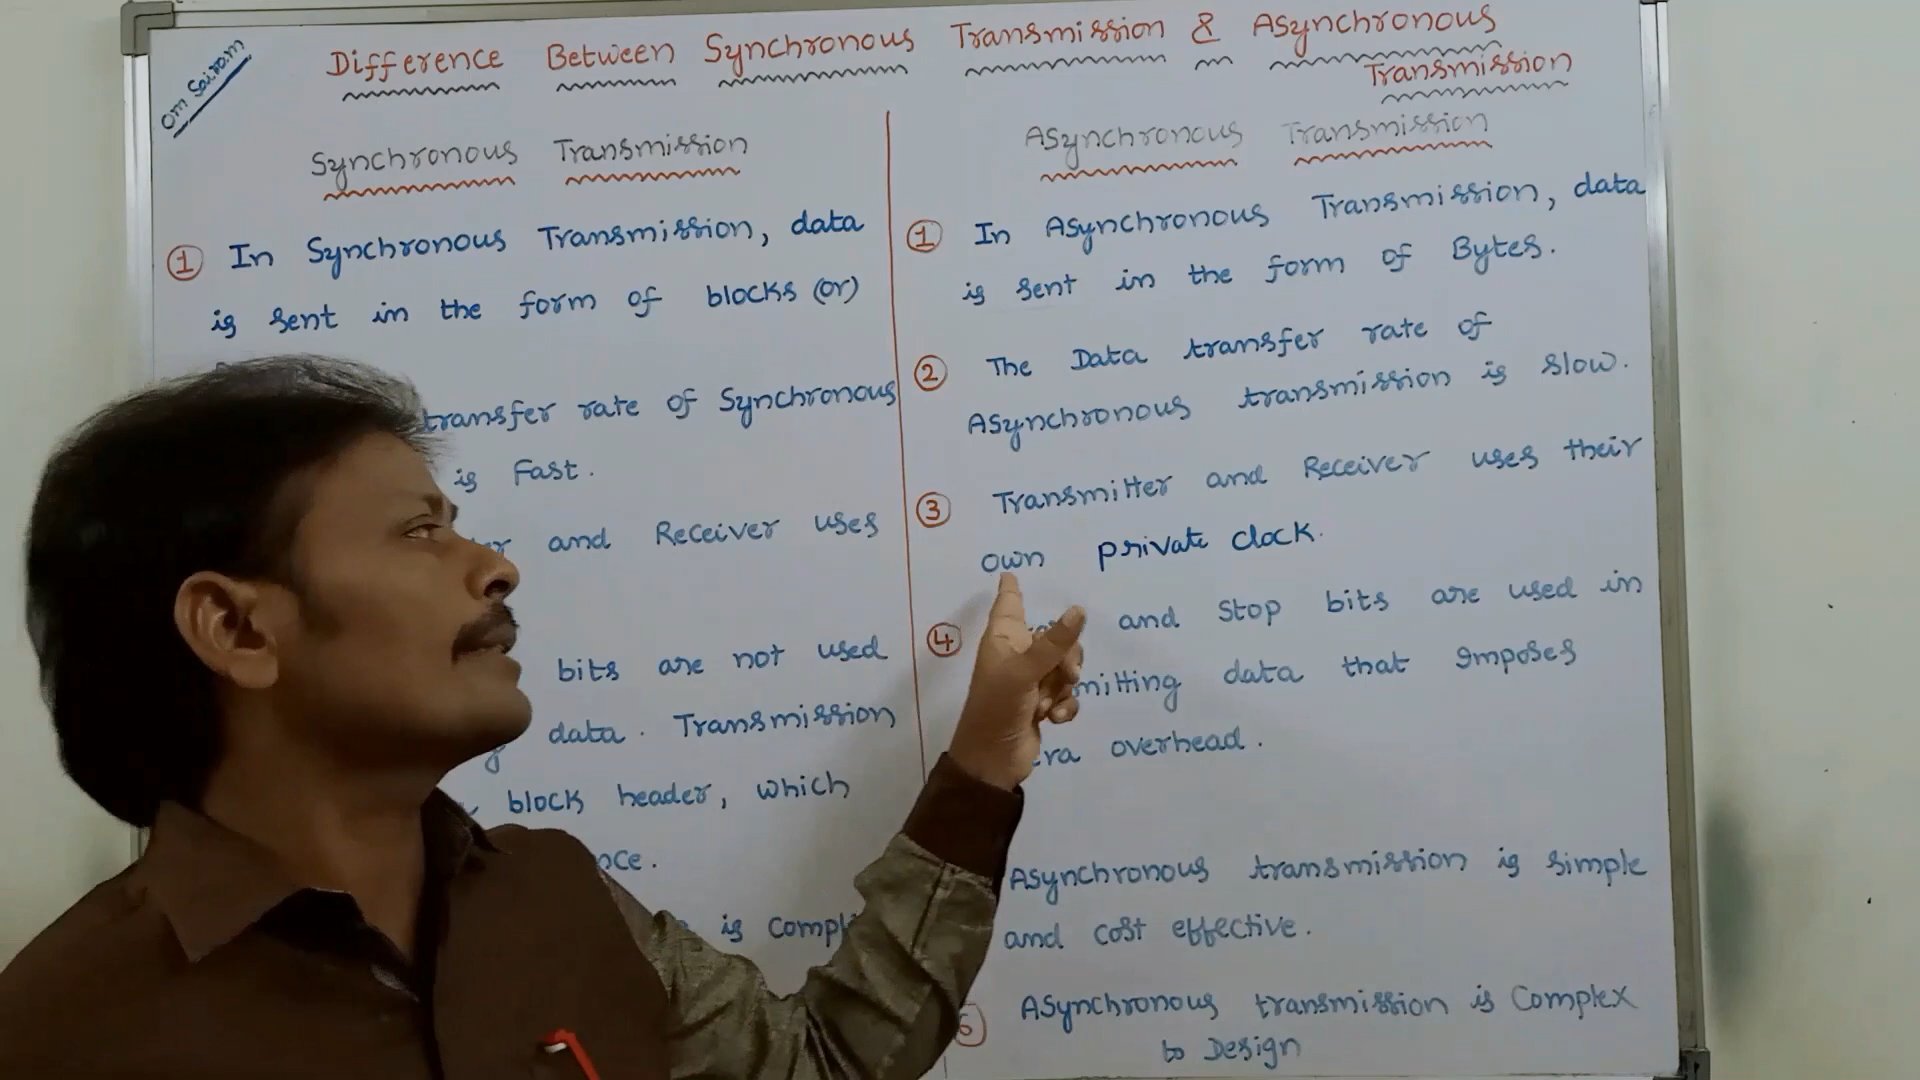 Om Sairam
Difference Between Synchronous Transmission & Asynchronous
Transmission
Synchronous Transmission
① In Synchronous Transmission, data
is sent in the form of blocks (or)
transfer rate of Synchronous
is Fast.
and Receiver uses
bits are not used
data. Transmission
block header, which
is
Asynchronous Transmission
① In Asynchronous Transmission, data
is sent in the form of Bytes.
② The Data transfer rate of
Asynchronous transmission is slow.
③ Transmitter and Receiver uses their
own private clock.
④ and Stop bits are used in
data that Imposes
overhead.
Asynchronous transmission is simple
and cost effective.
Asynchronous transmission is Complex
to Design